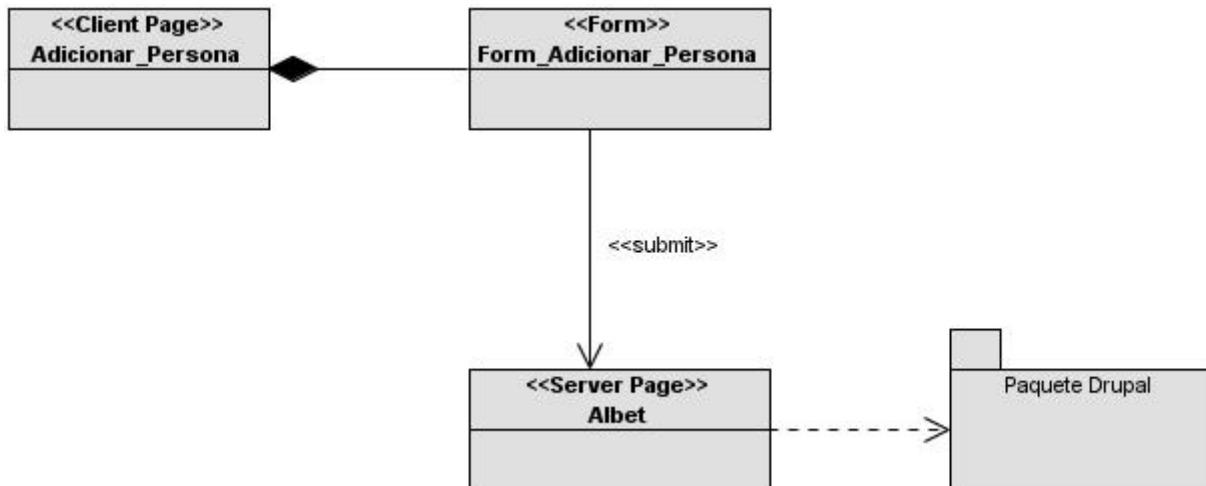 <<Client Page>>
Adicionar_Persona
<<Form>>
Form_Adicionar_Persona
<<submit>>
<<Server Page>>
Albet
Paquete Drupal